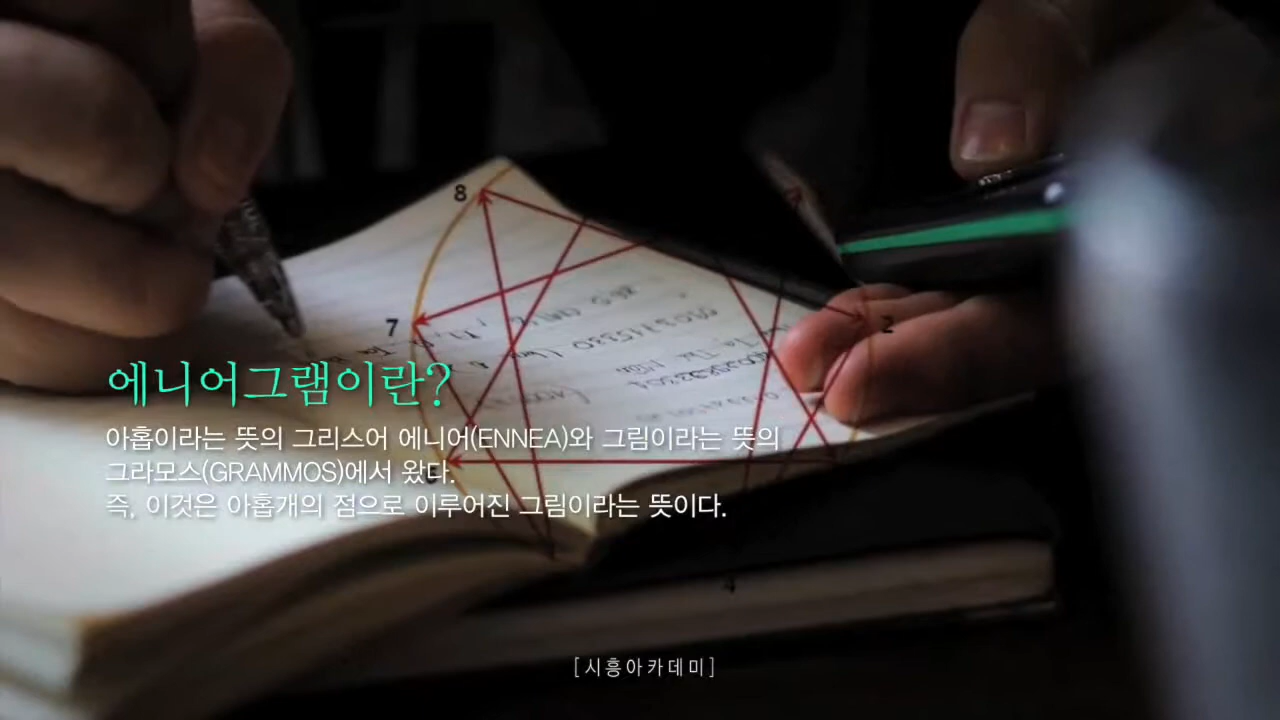 8
7
2
에니어그램이란?
아홉이라는 뜻의 그리스어 에니어(ENNEA)와 그림이라는 뜻의
그라모스(GRAMMOS)에서 왔다.
즉, 이것은 아홉개의 점으로 이루어진 그림이라는 뜻이다.
4
[시흥아카데미]